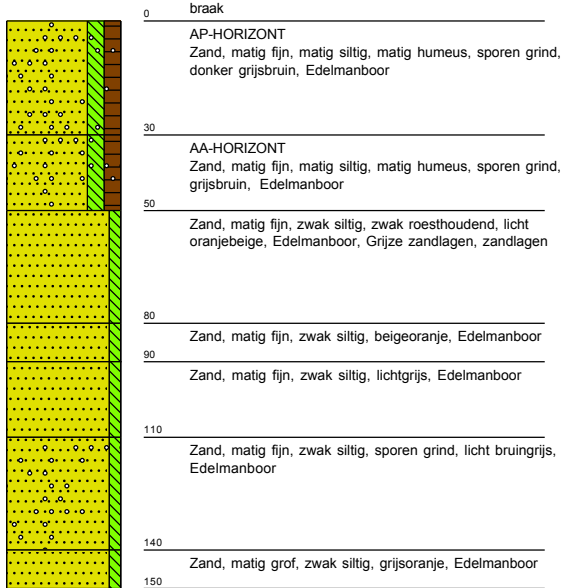 braak
0
AP-HORIZONT
Zand, matig fijn, matig siltig, matig humeus, sporen grind,
donker grijsbruin, Edelmanboor
30
AA-HORIZONT
Zand, matig fijn, matig siltig, matig humeus, sporen grind,
grijsbruin, Edelmanboor
50
Zand, matig fijn, zwak siltig, zwak roesthoudend, licht
oranjebeige, Edelmanboor, Grijze zandlagen, zandlagen
80
Zand, matig fijn, zwak siltig, beigeoranje, Edelmanboor
90
Zand, matig fijn, zwak siltig, lichtgrijs, Edelmanboor
110
Zand, matig fijn, zwak siltig, sporen grind, licht bruingrijs,
Edelmanboor
140
Zand, matig grof, zwak siltig, grijsoranje, Edelmanboor
150